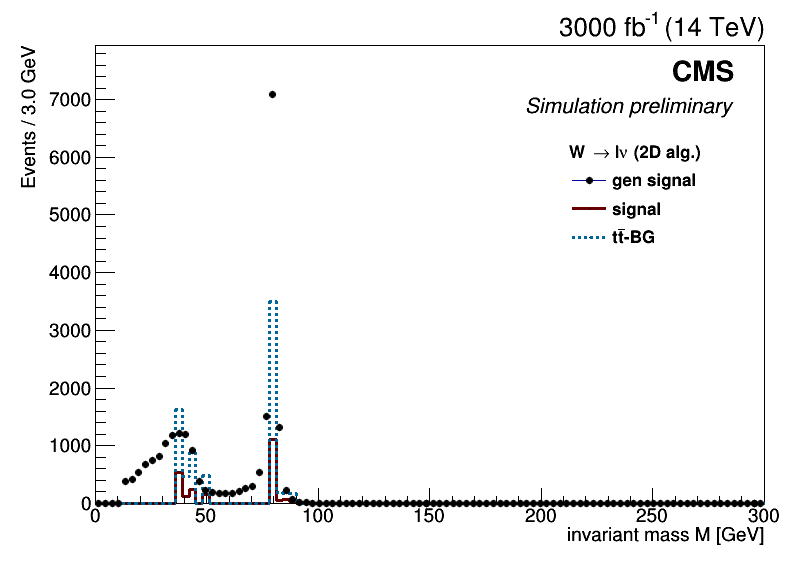 3000 fb⁻¹ (14 TeV)
CMS
Simulation preliminary
W → lν (2D alg.)
gen signal
signal
tt̄-BG
Events / 3.0 GeV
7000
6000
5000
4000
3000
2000
1000
0
0 50 100 150 200 250 300
invariant mass M [GeV]